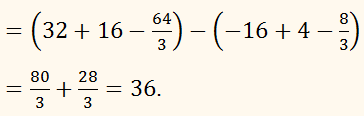 = (32 + 16 − 64/3) − (−16 + 4 − 8/3)
= 80/3 + 28/3 = 36.